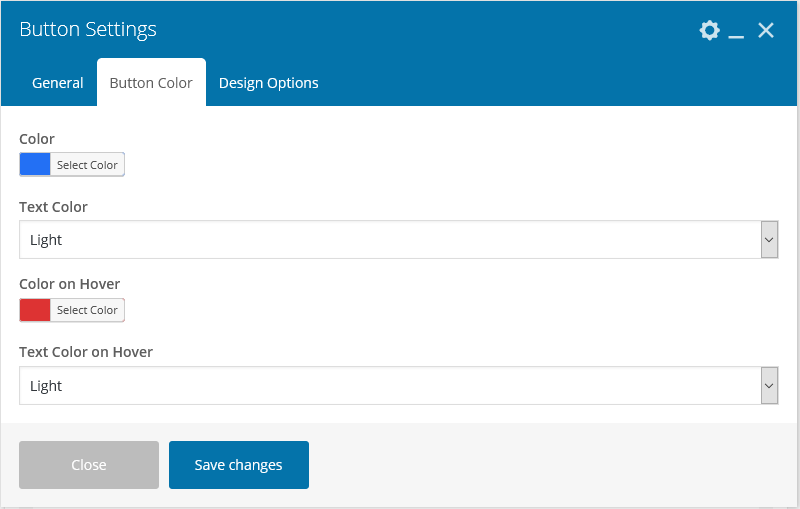 Button Settings
General Button Color Design Options
Color
Select Color
Text Color
Light
Color on Hover
Select Color
Text Color on Hover
Light
Close Save changes